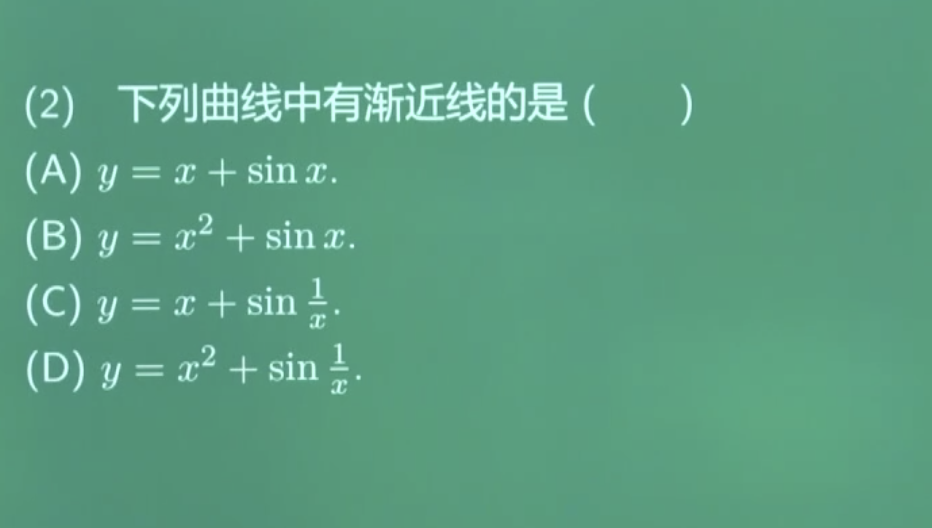 (2) 下列曲线中有渐近线的是 ( )
(A) $y = x + \sin x$.
(B) $y = x^2 + \sin x$.
(C) $y = x + \sin \frac{1}{x}$.
(D) $y = x^2 + \sin \frac{1}{x}$.